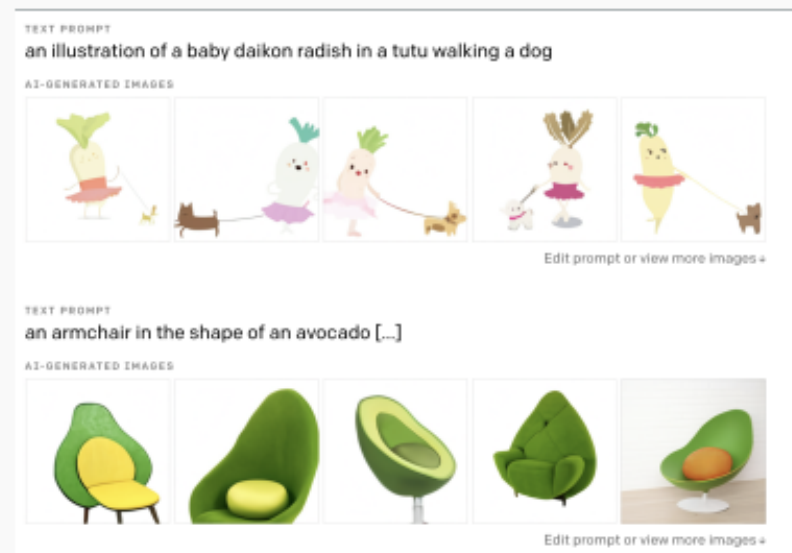 TEXT PROMPT
an illustration of a baby daikon radish in a tutu walking a dog
AI-GENERATED IMAGES
Edit prompt or view more images↓
TEXT PROMPT
an armchair in the shape of an avocado [...]
AI-GENERATED IMAGES
Edit prompt or view more images↓